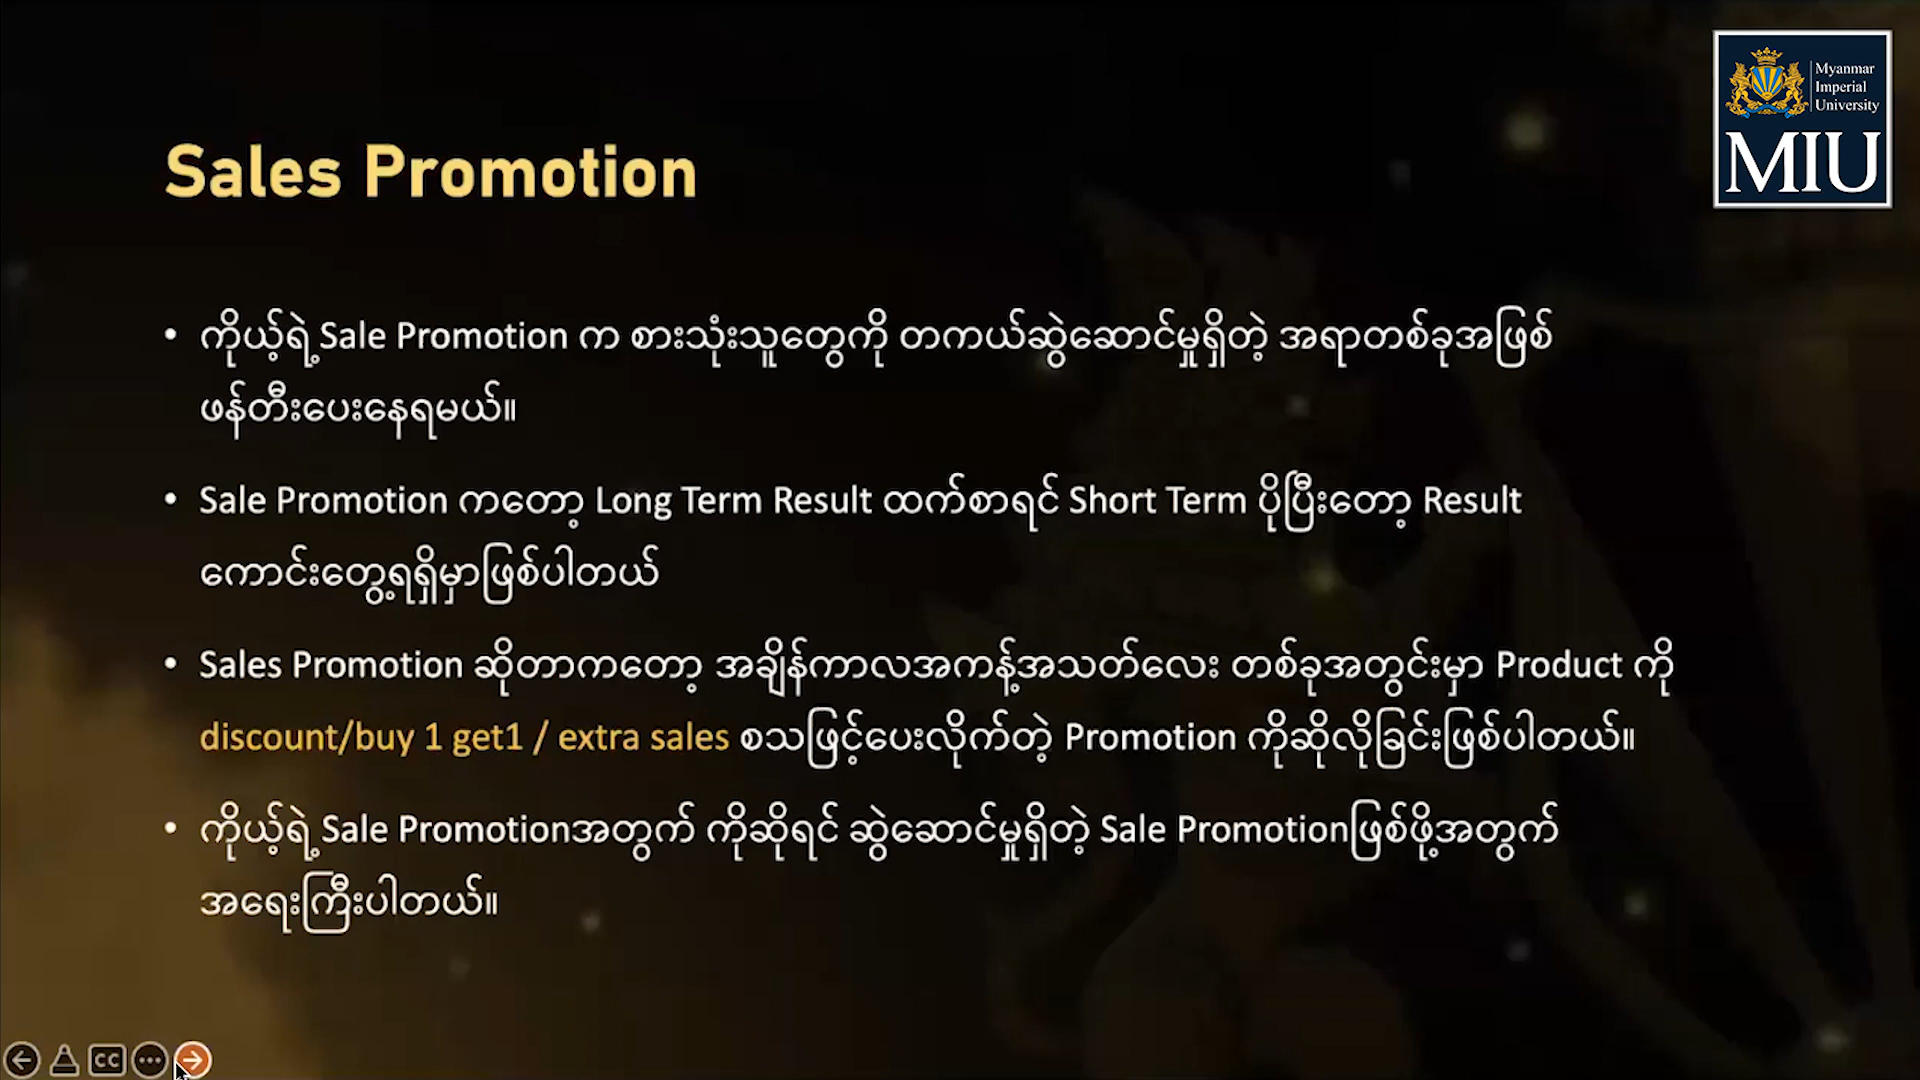 Myanmar
Imperial
University
MIU
Sales Promotion
• ကိုယ့်ရဲ့Sale Promotion က စားသုံးသူတွေကို တကယ်ဆွဲဆောင်မှုရှိတဲ့ အရာတစ်ခုအဖြစ်
ဖန်တီးပေးနေရမယ်။
• Sale Promotion ကတော့ Long Term Result ထက်စာရင် Short Term ပိုပြီးတော့ Result
ကောင်းတွေ့ရရှိမှာဖြစ်ပါတယ်
• Sales Promotion ဆိုတာကတော့ အချိန်ကာလအကန့်အသတ်လေး တစ်ခုအတွင်းမှာ Product ကို
discount/buy 1 get1 / extra sales စသဖြင့်ပေးလိုက်တဲ့ Promotion ကိုဆိုလိုခြင်းဖြစ်ပါတယ်။
• ကိုယ့်ရဲ့Sale Promotionအတွက် ကိုဆိုရင် ဆွဲဆောင်မှုရှိတဲ့ Sale Promotionဖြစ်ဖို့အတွက်
အရေးကြီးပါတယ်။
CC